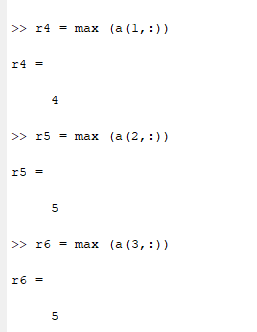 >> r4 = max (a(1,:))
r4 =
4
>> r5 = max (a(2,:))
r5 =
5
>> r6 = max (a(3,:))
r6 =
5